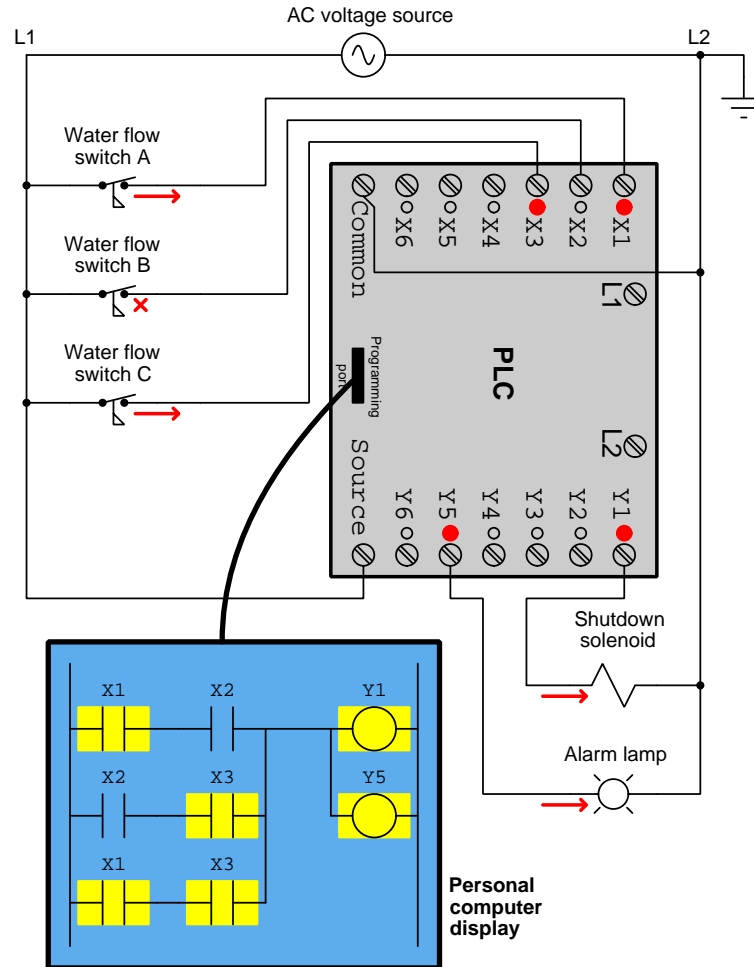 AC voltage source
L1
L2
Water flow
switch A
Water flow
switch B
Water flow
switch C
Common
X6
X5
X4
X3
X2
X1
L1
Programming
port
PLC
L2
Source
Y6
Y5
Y4
Y3
Y2
Y1
Shutdown
solenoid
Alarm lamp
X1
X2
Y1
X2
X3
Y5
X1
X3
Personal
computer
display